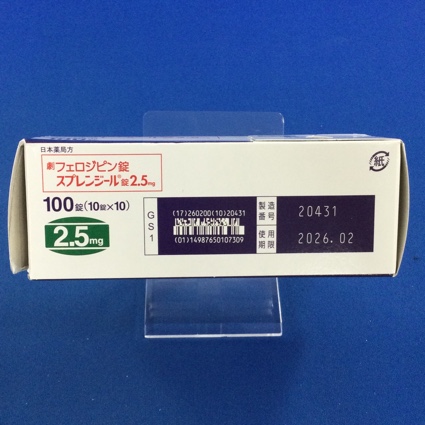 日本薬局方
劇 フェロジピン錠
スプレンジール®錠2.5mg
100錠(10錠×10)
2.5mg
GS1
(17)260200(10)20431
(01)14987650107309
製造番号 20431
使用期限 2026.02
紙